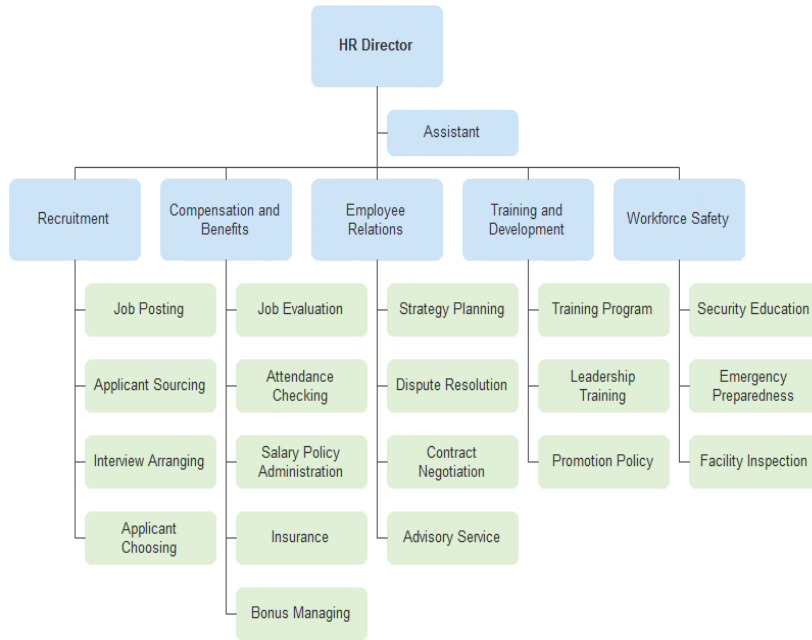 HR Director
Assistant
Recruitment
Compensation and
Benefits
Employee
Relations
Training and
Development
Workforce Safety
Job Posting
Applicant Sourcing
Interview Arranging
Applicant
Choosing
Job Evaluation
Attendance
Checking
Salary Policy
Administration
Insurance
Bonus Managing
Strategy Planning
Dispute Resolution
Contract
Negotiation
Advisory Service
Training Program
Leadership
Training
Promotion Policy
Security Education
Emergency
Preparedness
Facility Inspection